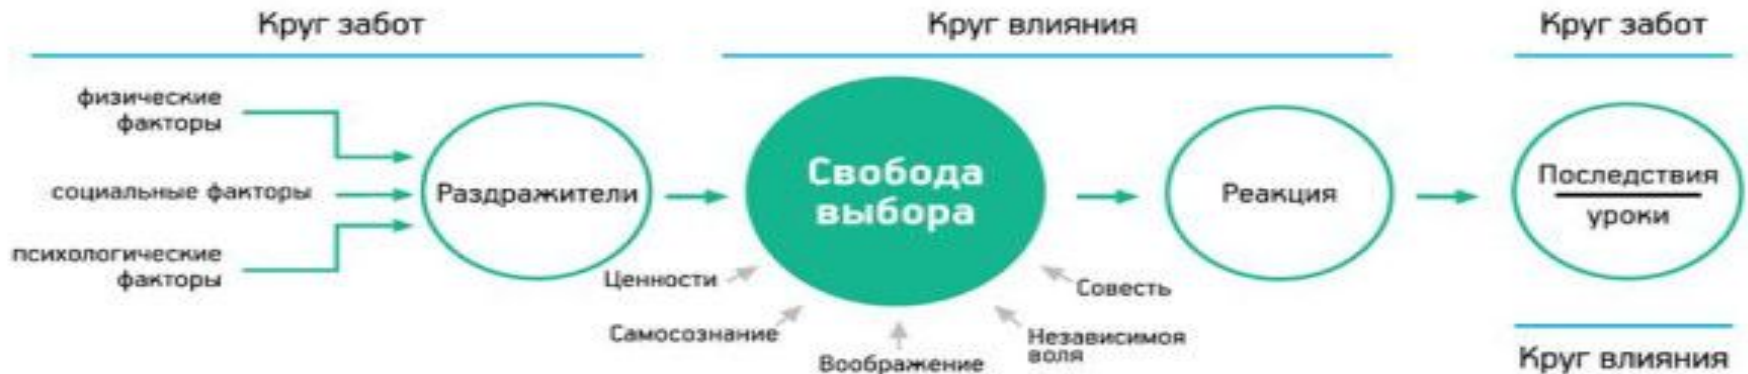 Круг забот
Круг влияния
Круг забот
физические
факторы
социальные факторы
психологические
факторы
Раздражители
Свобода
выбора
Ценности
Самосознание
Воображение
Независимоя
воля
Совесть
Реакция
Последствия
уроки
Круг влияния